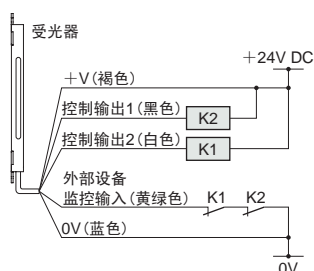 受光器
+24V DC
+V(褐色)
控制输出1(黑色)
K2
控制输出2(白色)
K1
外部设备
监控输入(黄绿色)
K1
K2
0V(蓝色)
0V